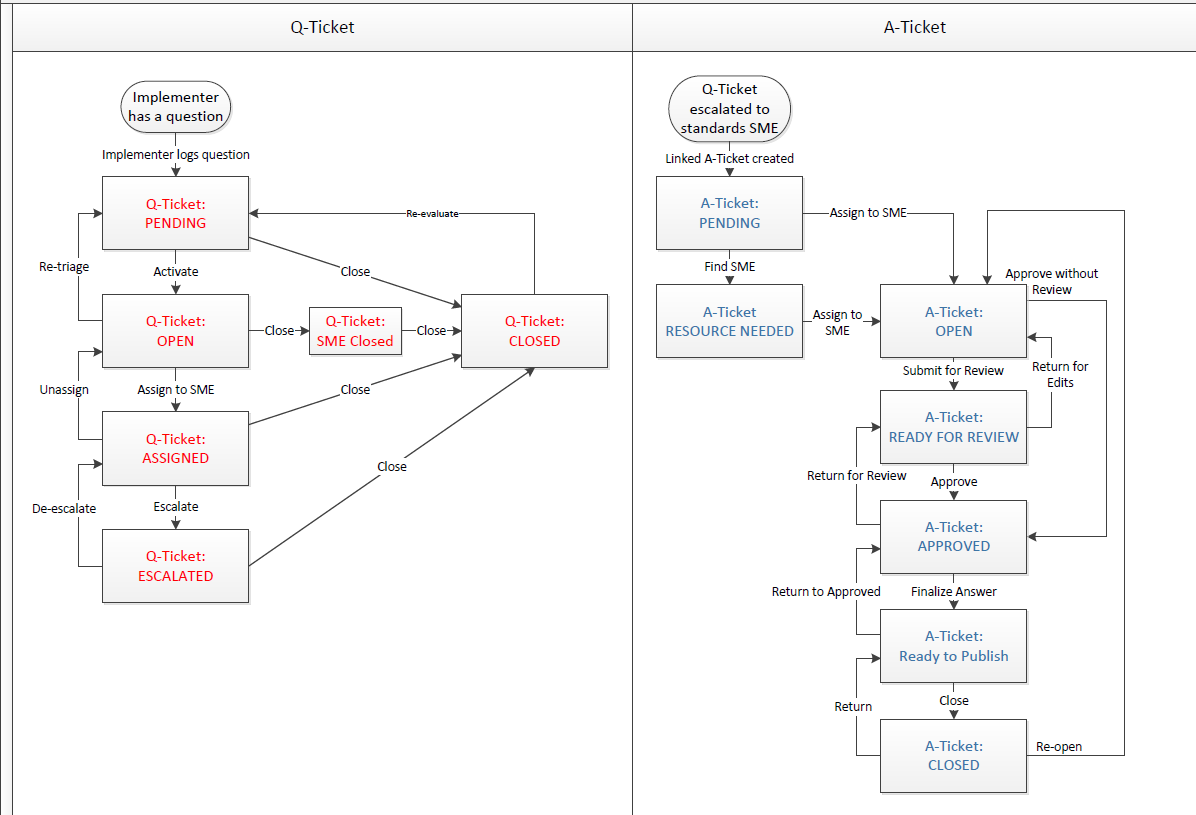 Q-Ticket
Implementer
has a question
Implementer logs question
Q-Ticket:
PENDING
Re-evaluate
Re-triage
Activate
Close
Q-Ticket:
OPEN
Close
Q-Ticket:
SME Closed
Close
Q-Ticket:
CLOSED
Unassign
Assign to SME
Close
Q-Ticket:
ASSIGNED
Close
De-escalate
Escalate
Q-Ticket:
ESCALATED
A-Ticket
Q-Ticket
escalated to
standards SME
Linked A-Ticket created
A-Ticket:
PENDING
Assign to SME
Find SME
Approve without
Review
A-Ticket
RESOURCE NEEDED
Assign to
SME
A-Ticket:
OPEN
Submit for Review
Return for
Edits
A-Ticket:
READY FOR REVIEW
Return for Review
Approve
A-Ticket:
APPROVED
Return to Approved
Finalize Answer
A-Ticket:
Ready to Publish
Return
Close
A-Ticket:
CLOSED
Re-open